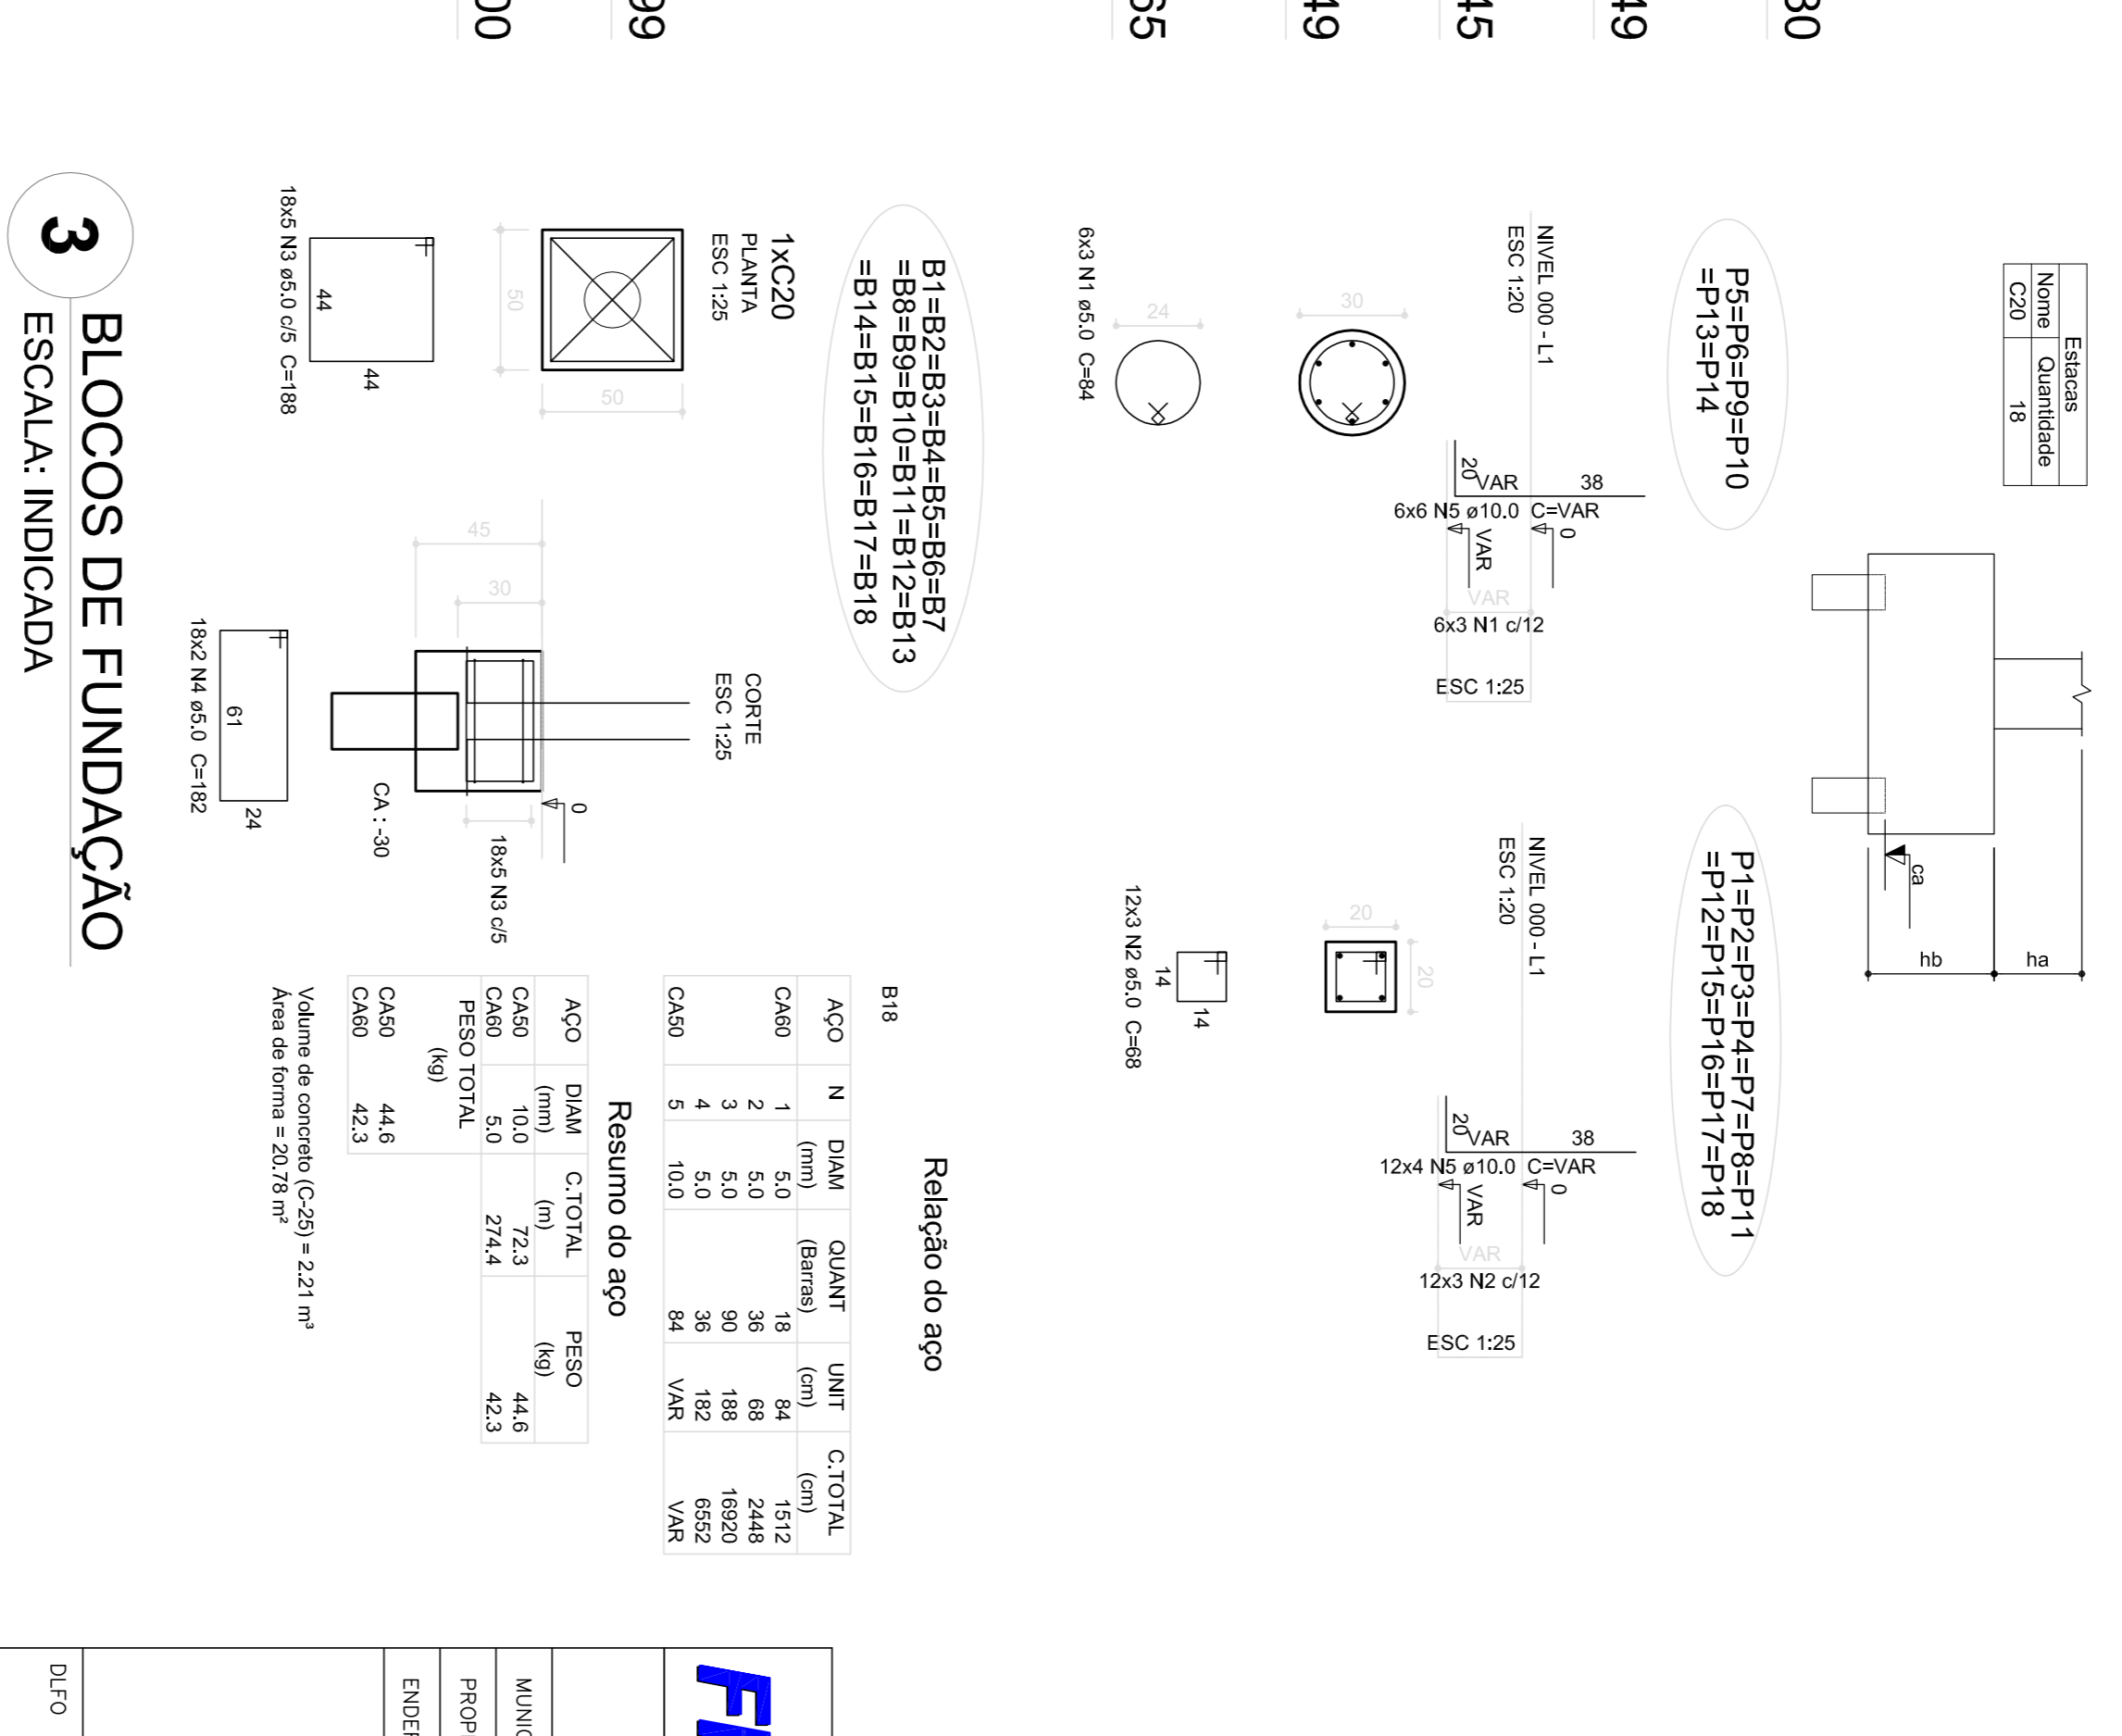 Estacas
Nome Quantidade
C20 18
ca
hb
ha
P5=P6=P9=P10
=P13=P14
NIVEL 000 - L1
ESC 1:20
30
24
6x3 N1 ø5.0 C=84
38
VAR
20
6x6 N5 ø10.0 C=VAR
0
VAR
VAR
6x3 N1 c/12
ESC 1:25
P1=P2=P3=P4=P7=P8=P11
=P12=P15=P16=P17=P18
NIVEL 000 - L1
ESC 1:20
20
20
14
14
12x3 N2 ø5.0 C=68
38
VAR
20
12x4 N5 ø10.0 C=VAR
0
VAR
VAR
12x3 N2 c/12
ESC 1:25
B1=B2=B3=B4=B5=B6=B7
=B8=B9=B10=B11=B12=B13
=B14=B15=B16=B17=B18
1xC20
PLANTA
ESC 1:25
50
50
44
44
18x5 N3 ø5.0 c/5 C=188
CORTE
ESC 1:25
0
45
30
18x5 N3 c/5
CA : -30
61
24
18x2 N4 ø5.0 C=182
Relação do aço
B18
AÇO N DIAM QUANT UNIT C.TOTAL
(mm) (Barras) (cm) (cm)
CA60 1 5.0 18 84 1512
2 5.0 36 68 2448
3 5.0 90 188 16920
4 5.0 36 182 6552
CA50 5 10.0 84 VAR VAR
Resumo do aço
AÇO DIAM C.TOTAL PESO
(mm) (m) (kg)
CA50 10.0 72.3 44.6
CA60 5.0 274.4 42.3
PESO TOTAL
(kg)
CA50 44.6
CA60 42.3
Volume de concreto (C-25) = 2.21 m³
Área de forma = 20.78 m²
3 BLOCOS DE FUNDAÇÃO
ESCALA: INDICADA
00
99
65
49
45
49
30
MUNIC
PROP
ENDER
DLFO